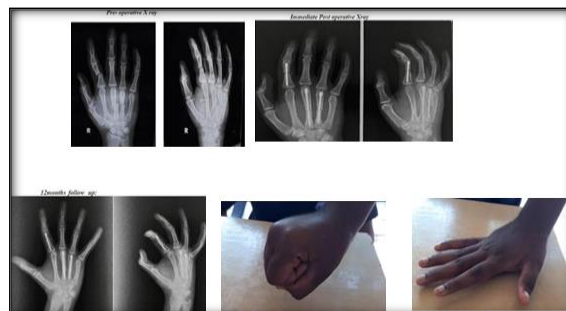 Pre- operative X ray
Immediate Post operative Xray
R
R
12months follow up: